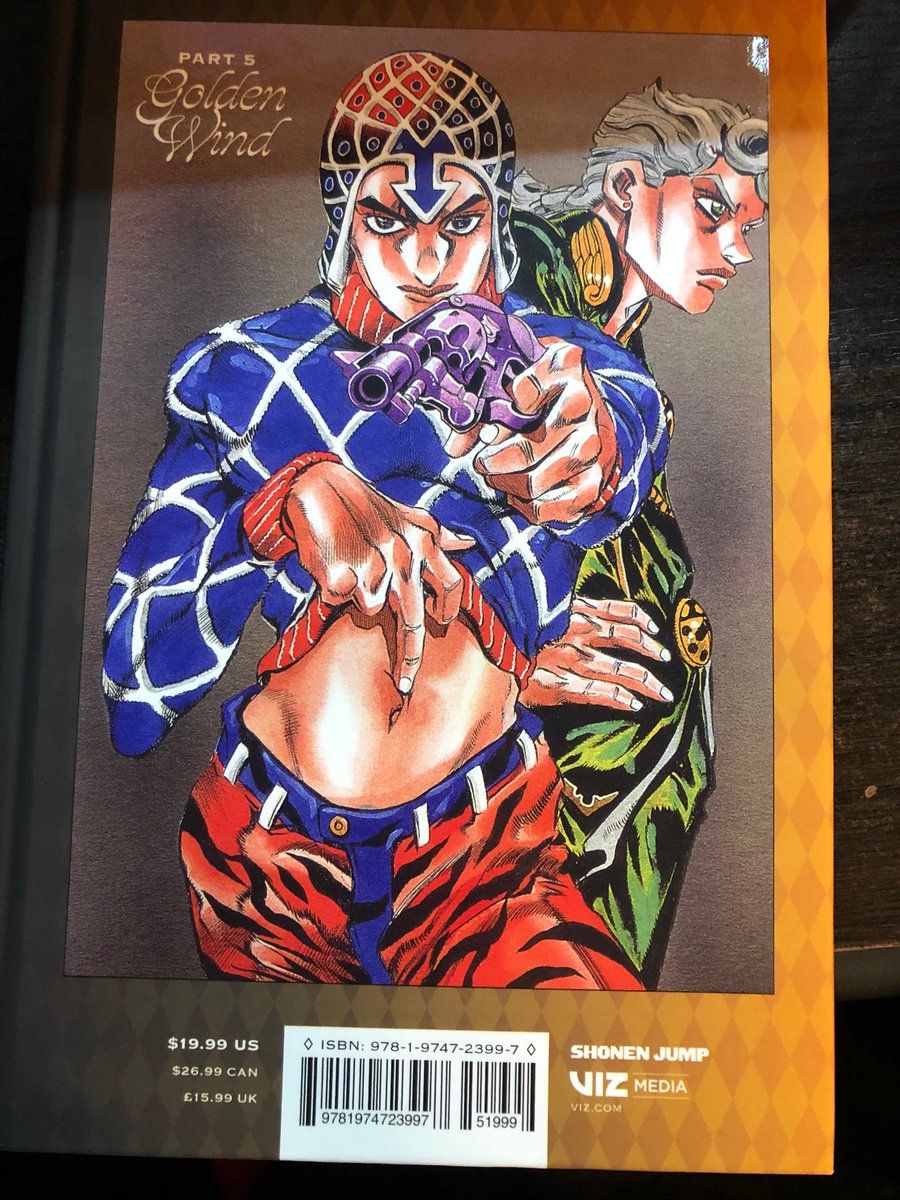 PART 5
Golden
Wind
$19.99 US
$26.99 CAN
£15.99 UK
◊ ISBN: 978-1-9747-2399-7 ◊
9781974723997
51999
SHONEN JUMP
VIZ MEDIA
VIZ.COM